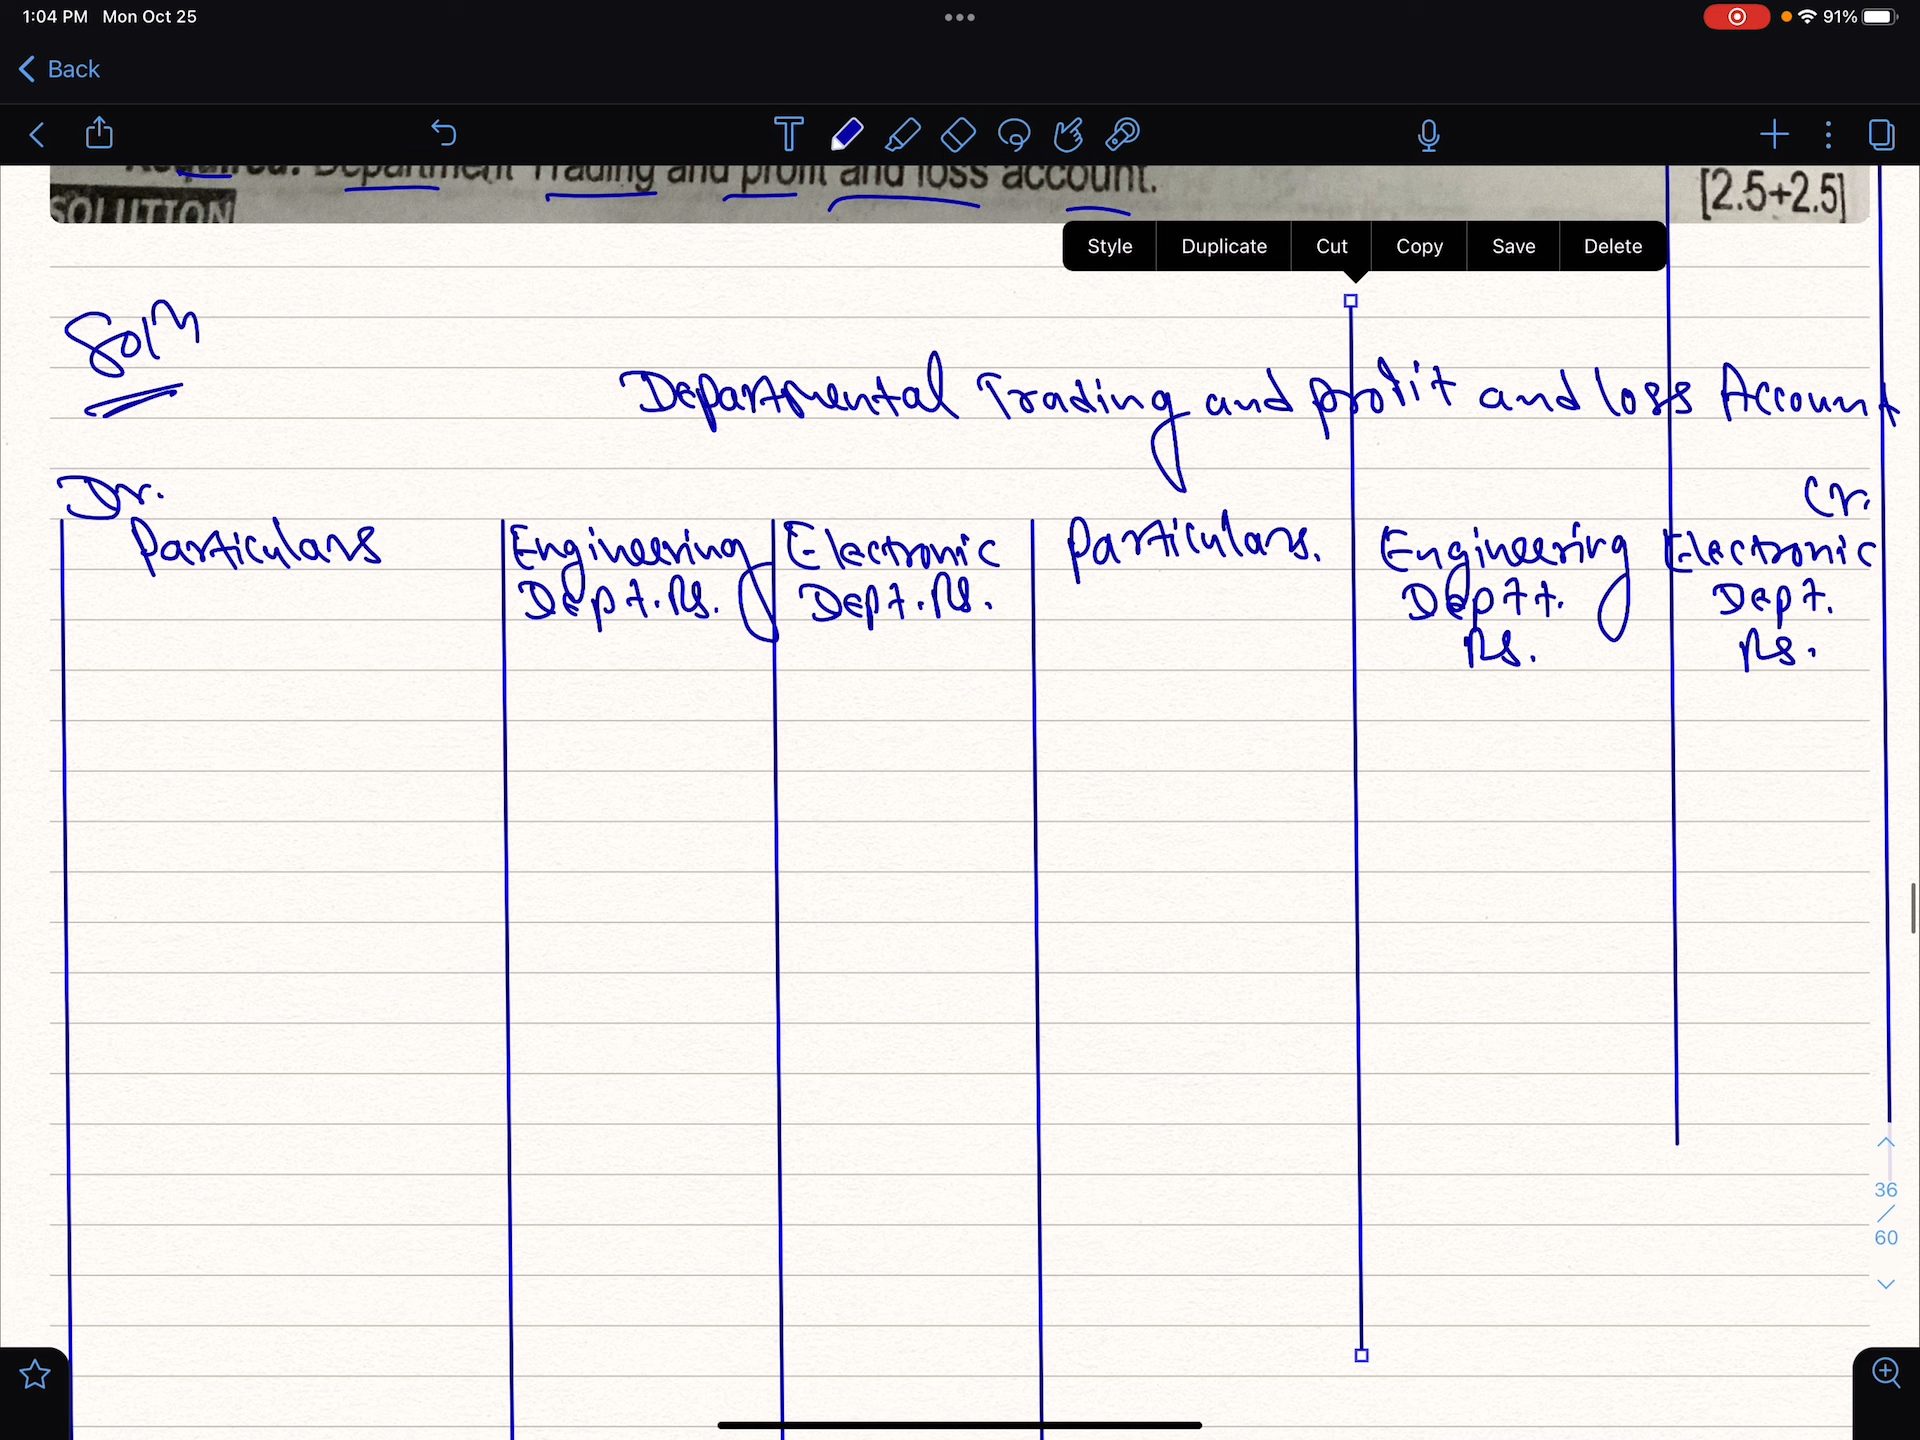 1:04 PM Mon Oct 25
91%
Back
Required: Department Trading and profit and loss account.
[2.5+2.5]
SOLUTION
Style Duplicate Cut Copy Save Delete
Soln
Departmental Trading and profit and loss Account
Dr.
Cr.
Particulars Engineering Electronic Particulars. Engineering Electronic
Dept. Rs. Dept. Rs. Deptt. Dept.
Rs. Rs.
36
/
60